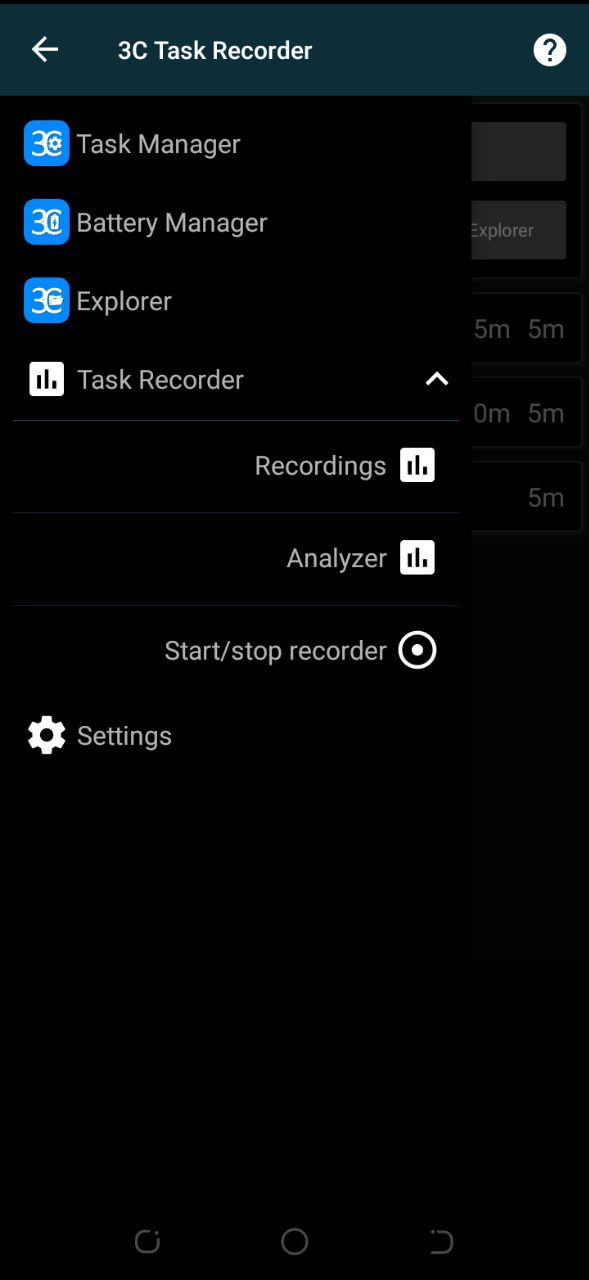 3C Task Recorder
Task Manager
Battery Manager
Explorer
Explorer
5m 5m
Task Recorder
0m 5m
Recordings
5m
Analyzer
Start/stop recorder
Settings